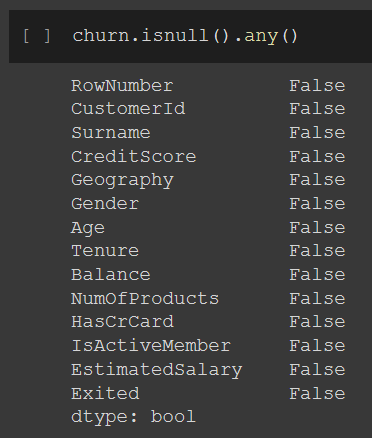 [ ] churn.isnull().any()
RowNumber False
CustomerId False
Surname False
CreditScore False
Geography False
Gender False
Age False
Tenure False
Balance False
NumOfProducts False
HasCrCard False
IsActiveMember False
EstimatedSalary False
Exited False
dtype: bool